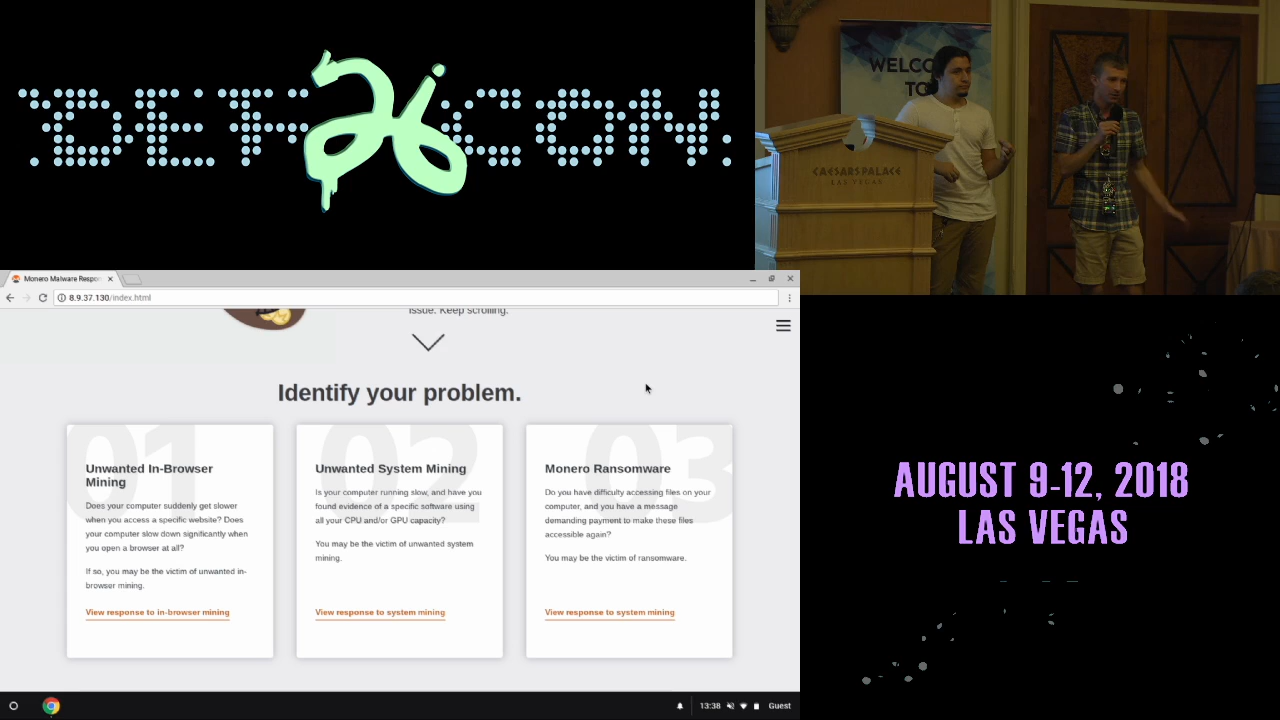 DEF CON
26
WELCO
TO
CAESARS PALACE
LAS VEGAS
Monero Malware Respo
8.9.37.130/index.html
issue. Keep scrolling.
Identify your problem.
01
Unwanted In-Browser
Mining
Does your computer suddenly get slower
when you access a specific website? Does
your computer slow down significantly when
you open a browser at all?
If so, you may be the victim of unwanted in-
browser mining.
View response to in-browser mining
02
Unwanted System Mining
Is your computer running slow, and have you
found evidence of a specific software using
all your CPU and/or GPU capacity?
You may be the victim of unwanted system
mining.
View response to system mining
03
Monero Ransomware
Do you have difficulty accessing files on your
computer, and you have a message
demanding payment to make these files
accessible again?
You may be the victim of ransomware.
View response to system mining
13:38
Guest
AUGUST 9-12, 2018
LAS VEGAS